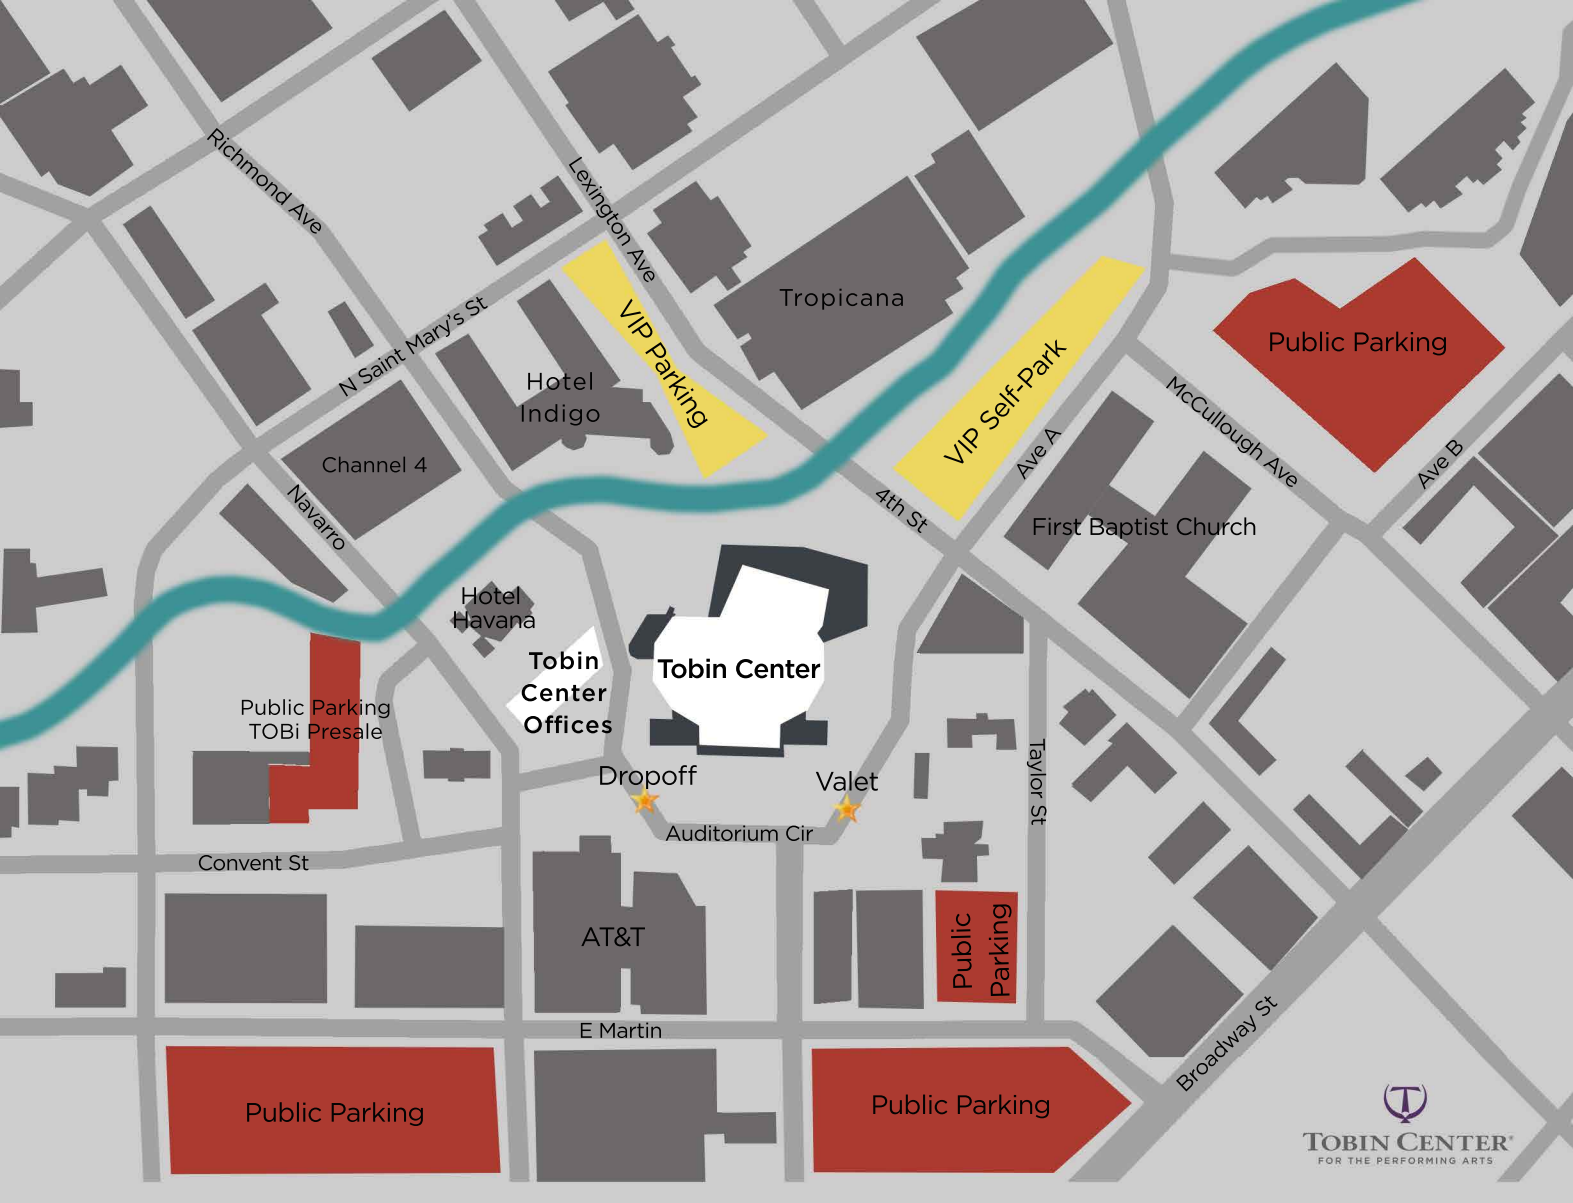 Richmond Ave
Lexington Ave
N Saint Mary's St
VIP Parking
Tropicana
Hotel
Indigo
Channel 4
Navarro
VIP Self-Park
Ave A
4th St
McCullough Ave
Public Parking
Ave B
First Baptist Church
Hotel
Havana
Tobin
Center
Offices
Tobin Center
Public Parking
TOBi Presale
Dropoff
Valet
Auditorium Cir
Taylor St
Convent St
AT&T
Public
Parking
E Martin
Broadway St
Public Parking
Public Parking
TOBIN CENTER®
FOR THE PERFORMING ARTS